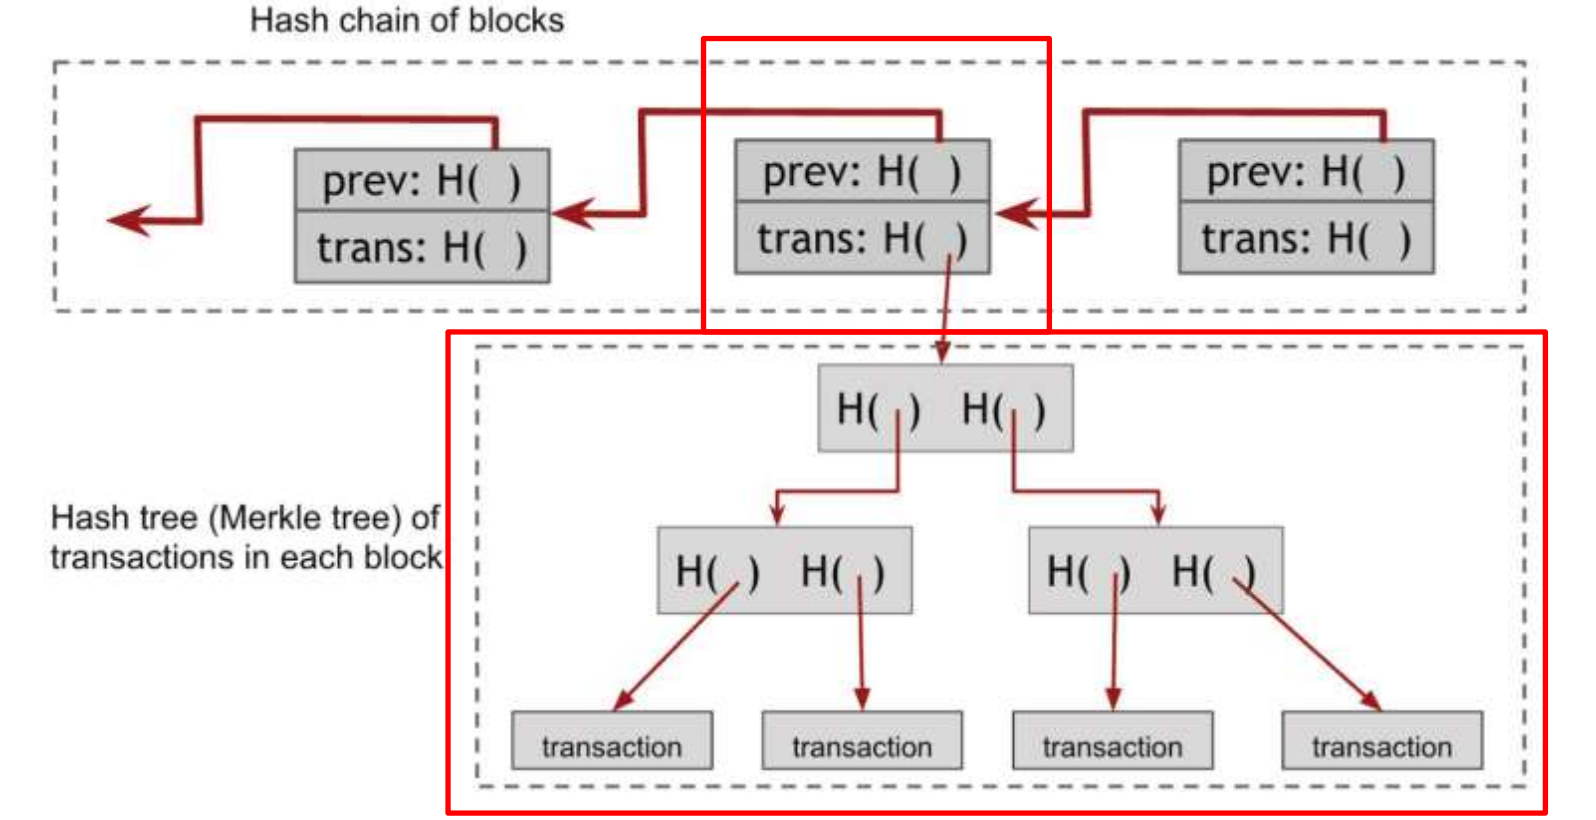 Hash chain of blocks
prev: H( )
prev: H( )
prev: H( )
trans: H( )
trans: H( )
trans: H( )
H( ) H( )
Hash tree (Merkle tree) of
transactions in each block
H( ) H( )
H( ) H( )
transaction
transaction
transaction
transaction